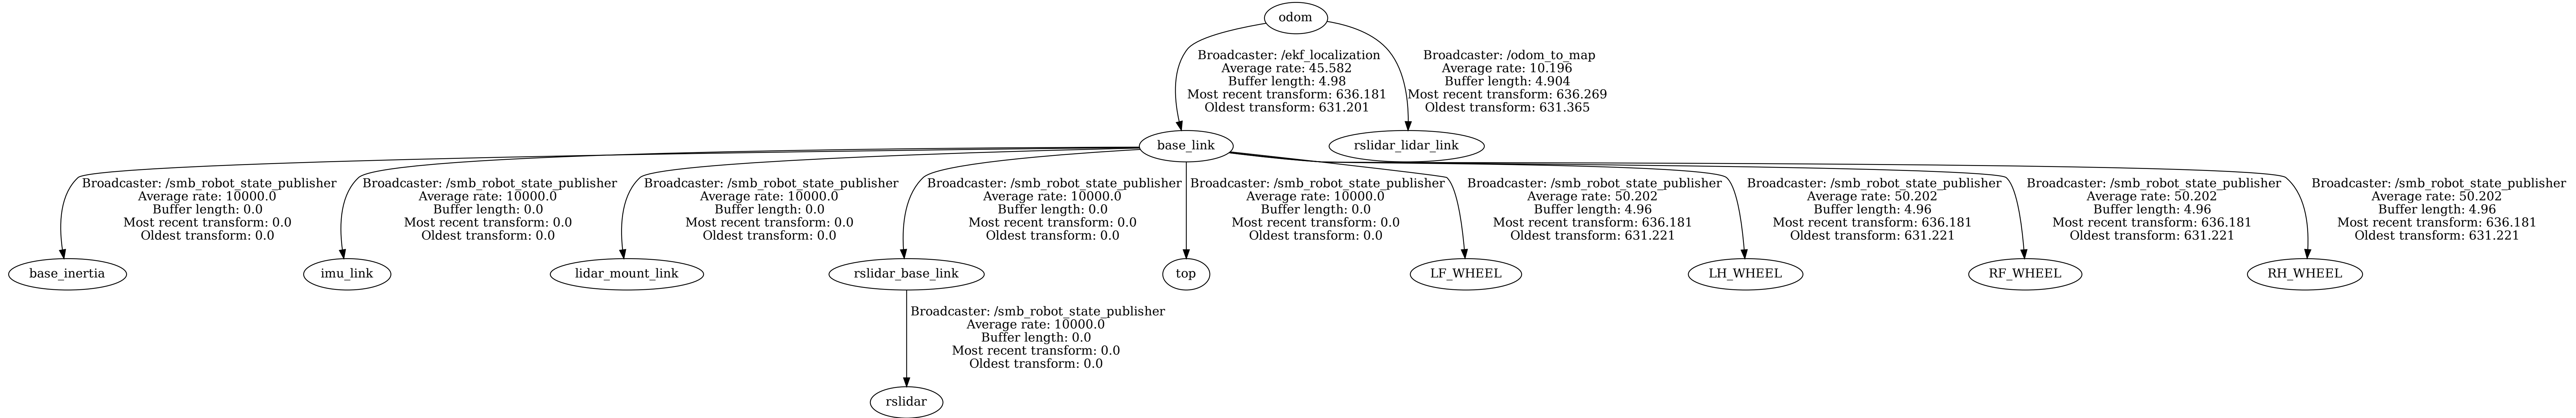 odom
Broadcaster: /ekf_localization
Average rate: 45.582
Buffer length: 4.98
Most recent transform: 636.181
Oldest transform: 631.201
Broadcaster: /odom_to_map
Average rate: 10.196
Buffer length: 4.904
Most recent transform: 636.269
Oldest transform: 631.365
base_link
rslidar_lidar_link
Broadcaster: /smb_robot_state_publisher
Average rate: 10000.0
Buffer length: 0.0
Most recent transform: 0.0
Oldest transform: 0.0
Broadcaster: /smb_robot_state_publisher
Average rate: 10000.0
Buffer length: 0.0
Most recent transform: 0.0
Oldest transform: 0.0
Broadcaster: /smb_robot_state_publisher
Average rate: 10000.0
Buffer length: 0.0
Most recent transform: 0.0
Oldest transform: 0.0
Broadcaster: /smb_robot_state_publisher
Average rate: 10000.0
Buffer length: 0.0
Most recent transform: 0.0
Oldest transform: 0.0
Broadcaster: /smb_robot_state_publisher
Average rate: 10000.0
Buffer length: 0.0
Most recent transform: 0.0
Oldest transform: 0.0
Broadcaster: /smb_robot_state_publisher
Average rate: 50.202
Buffer length: 4.96
Most recent transform: 636.181
Oldest transform: 631.221
Broadcaster: /smb_robot_state_publisher
Average rate: 50.202
Buffer length: 4.96
Most recent transform: 636.181
Oldest transform: 631.221
Broadcaster: /smb_robot_state_publisher
Average rate: 50.202
Buffer length: 4.96
Most recent transform: 636.181
Oldest transform: 631.221
Broadcaster: /smb_robot_state_publisher
Average rate: 50.202
Buffer length: 4.96
Most recent transform: 636.181
Oldest transform: 631.221
base_inertia
imu_link
lidar_mount_link
rslidar_base_link
top
LF_WHEEL
LH_WHEEL
RF_WHEEL
RH_WHEEL
Broadcaster: /smb_robot_state_publisher
Average rate: 10000.0
Buffer length: 0.0
Most recent transform: 0.0
Oldest transform: 0.0
rslidar